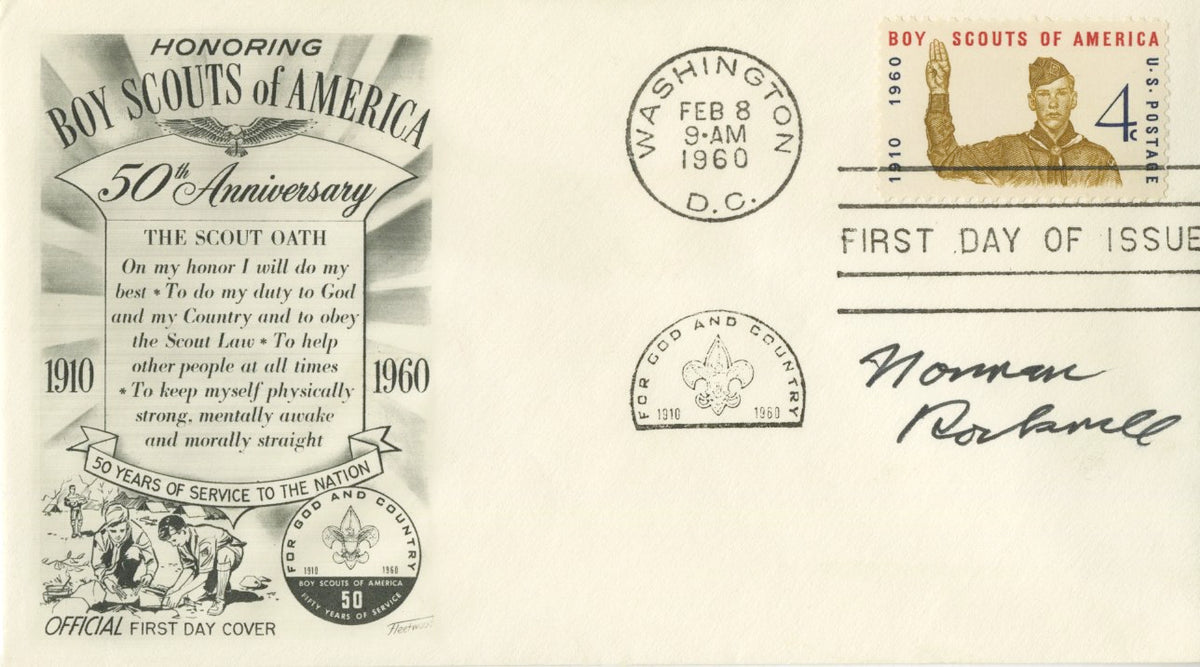 HONORING
BOY SCOUTS of AMERICA
50th Anniversary
THE SCOUT OATH
On my honor I will do my
best * To do my duty to God
and my Country and to obey
the Scout Law * To help
other people at all times
* To keep myself physically
strong, mentally awake
and morally straight
1910
1960
50 YEARS OF SERVICE TO THE NATION
FOR GOD AND COUNTRY
1910 1960
BOY SCOUTS OF AMERICA
50
FIFTY YEARS OF SERVICE
OFFICIAL FIRST DAY COVER
Fleetwood
WASHINGTON
FEB 8
9·AM
1960
D.C.
FOR GOD AND COUNTRY
1910 1960
BOY SCOUTS OF AMERICA
1910 1960
4c
U·S·POSTAGE
FIRST DAY OF ISSUE
Norman
Rockwell